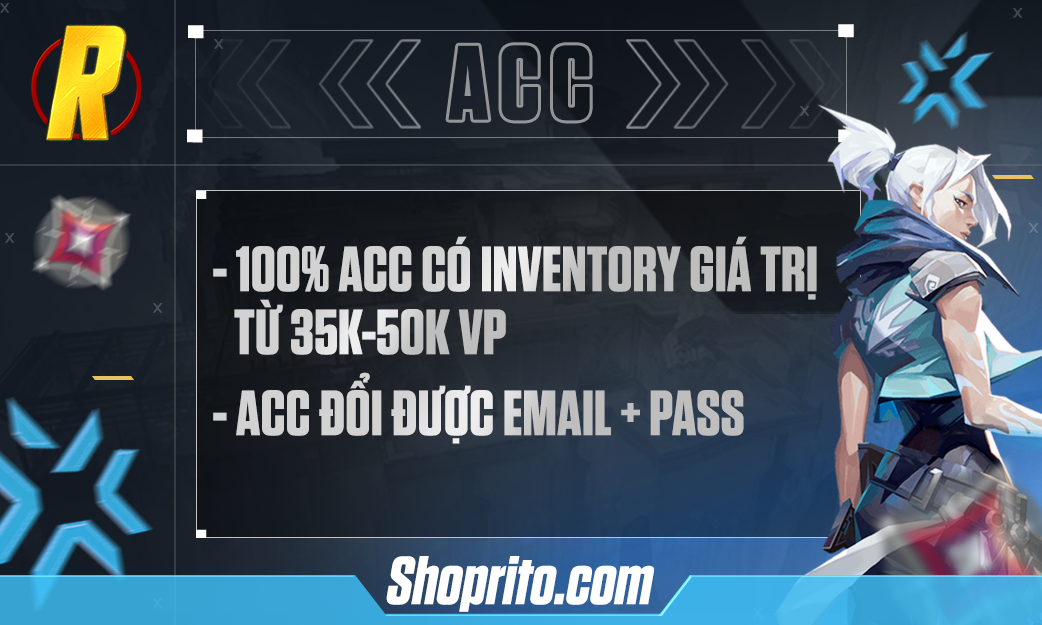 R
ACC
- 100% ACC CÓ INVENTORY GIÁ TRỊ
TỪ 35K-50K VP
- ACC ĐỔI ĐƯỢC EMAIL + PASS
Shoprito.com